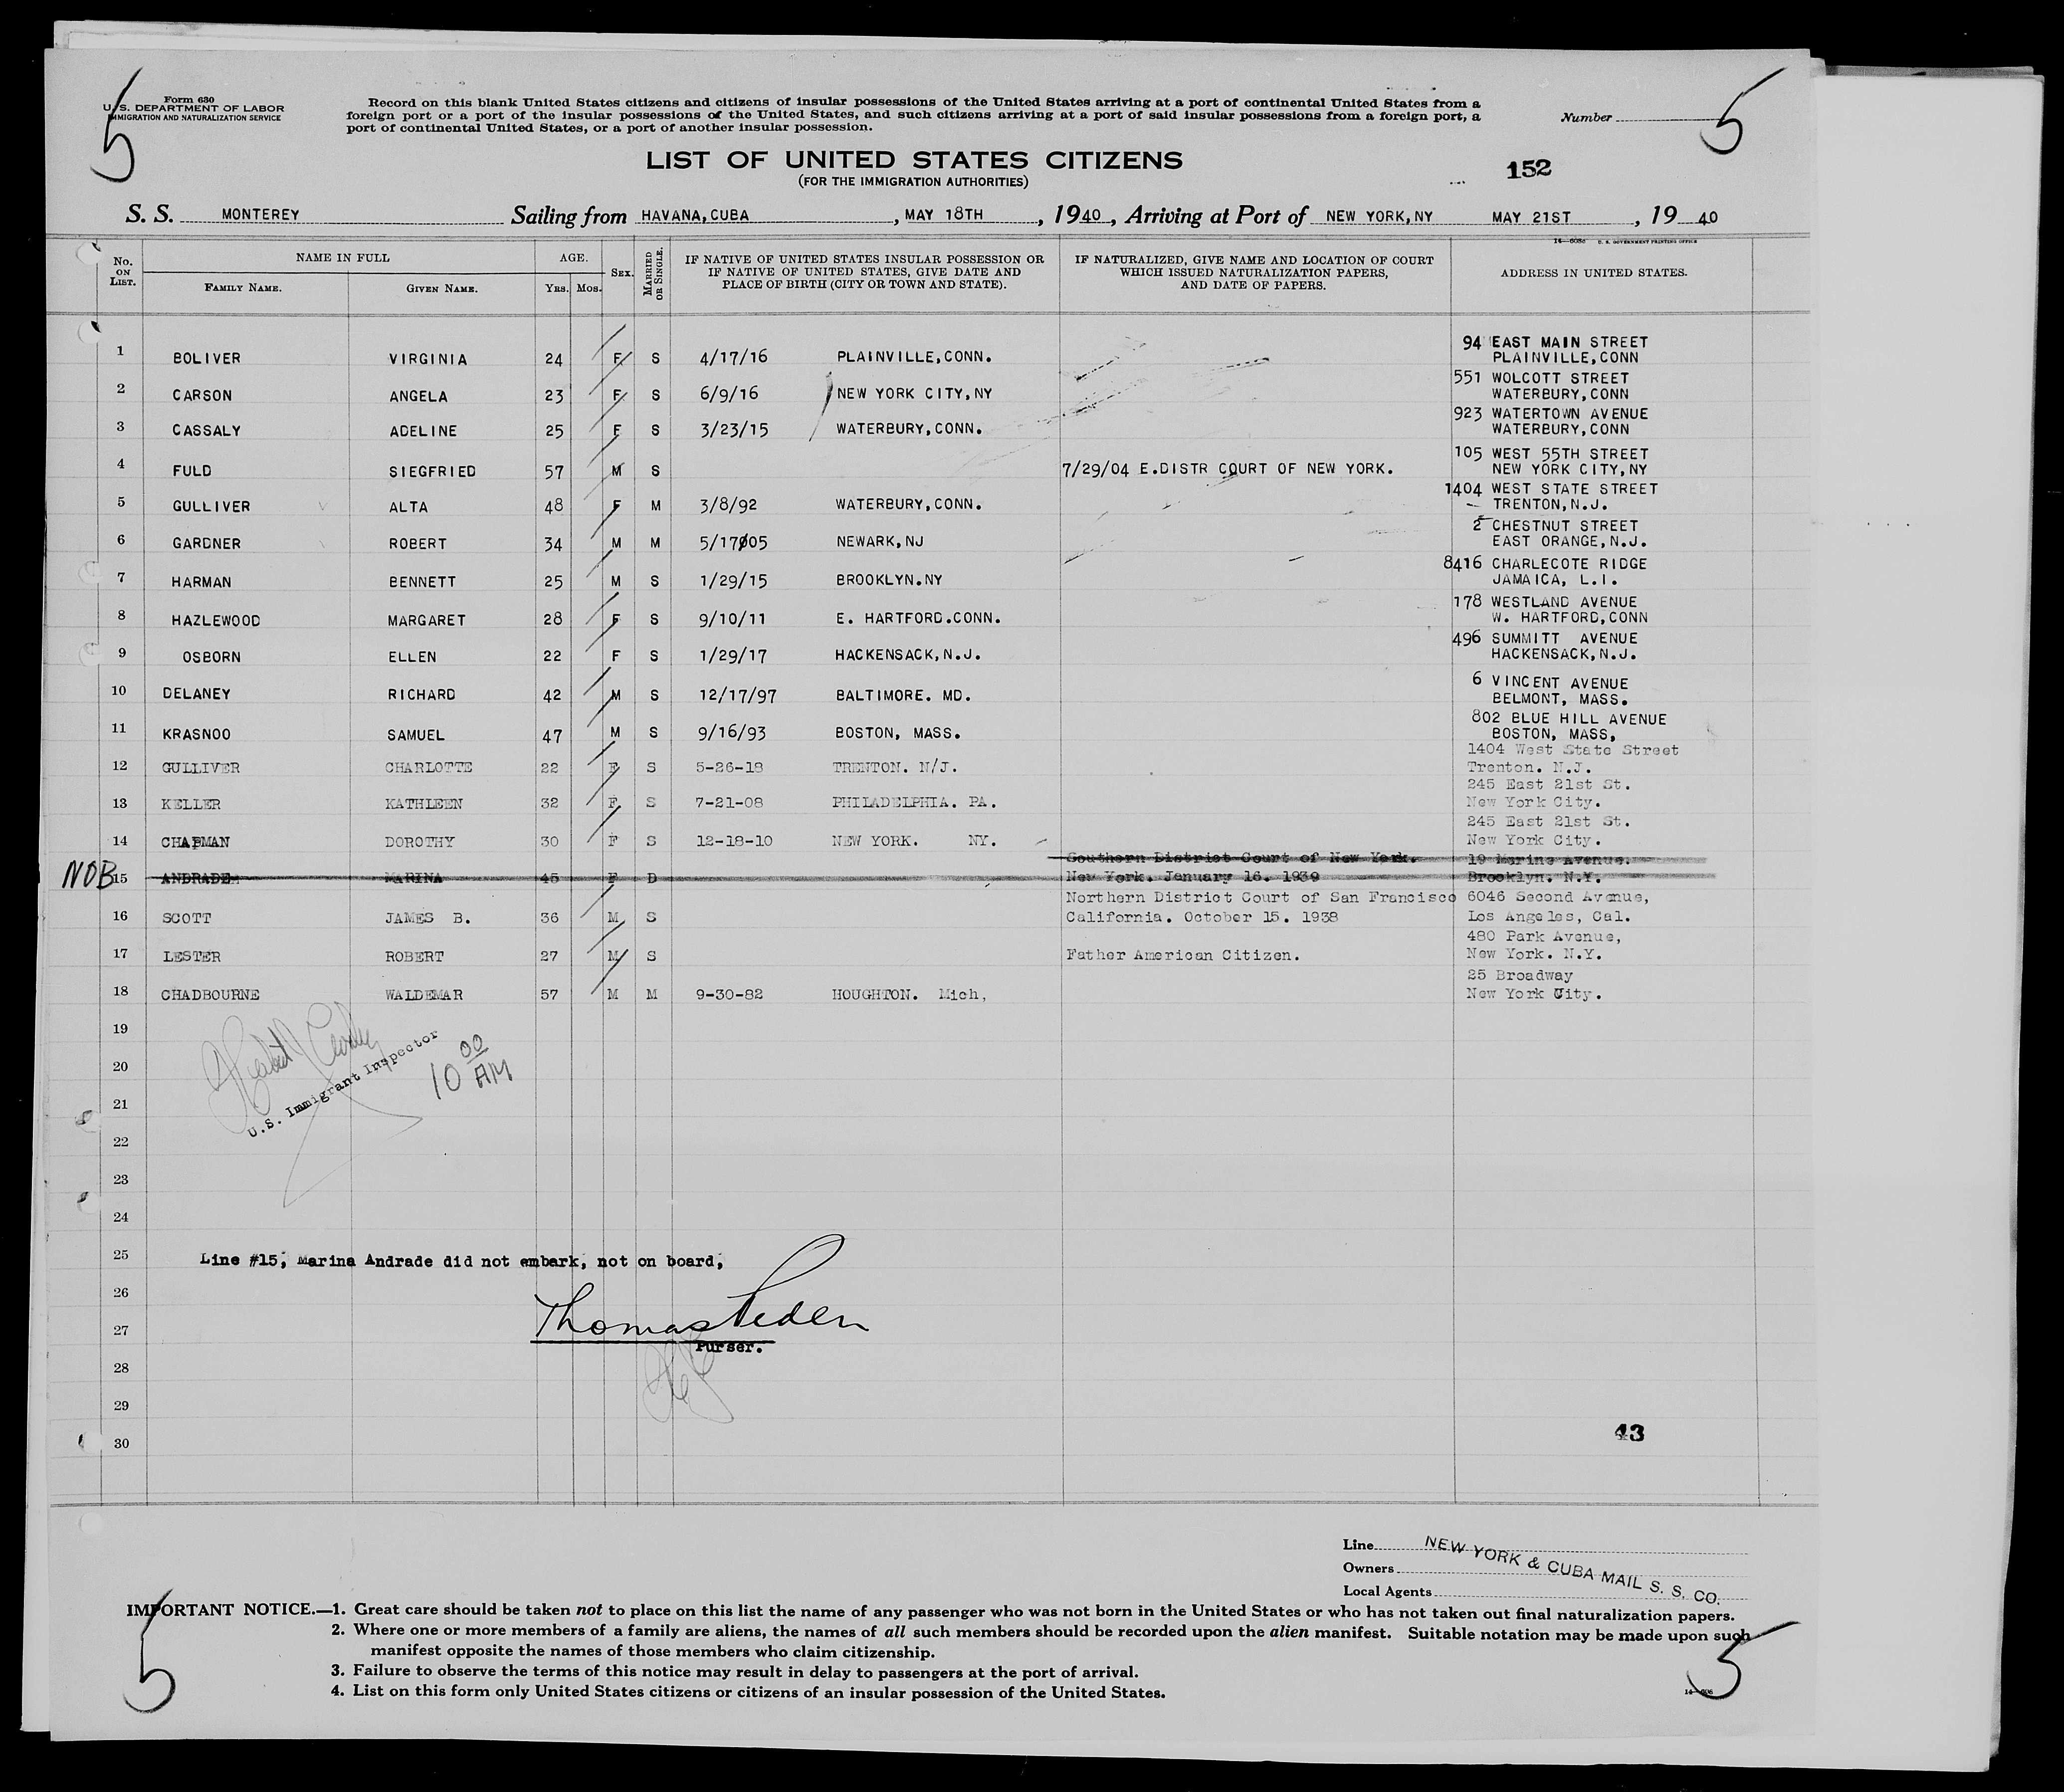 5
5
Form 630
U. S. DEPARTMENT OF LABOR
IMMIGRATION AND NATURALIZATION SERVICE
Record on this blank United States citizens and citizens of insular possessions of the United States arriving at a port of continental United States from a
foreign port or a port of the insular possessions of the United States, and such citizens arriving at a port of said insular possessions from a foreign port, a
port of continental United States, or a port of another insular possession.
Number
LIST OF UNITED STATES CITIZENS
(FOR THE IMMIGRATION AUTHORITIES)
152
S. S. MONTEREY Sailing from HAVANA, CUBA, MAY 18TH, 1940, Arriving at Port of NEW YORK, NY MAY 21ST, 19 40
14—606c U. S. GOVERNMENT PRINTING OFFICE
No. ON LIST. NAME IN FULL FAMILY NAME. GIVEN NAME. AGE. YRS. MOS. SEX. MARRIED OR SINGLE. IF NATIVE OF UNITED STATES INSULAR POSSESSION OR IF NATIVE OF UNITED STATES, GIVE DATE AND PLACE OF BIRTH (CITY OR TOWN AND STATE). IF NATURALIZED, GIVE NAME AND LOCATION OF COURT WHICH ISSUED NATURALIZATION PAPERS, AND DATE OF PAPERS. ADDRESS IN UNITED STATES.
94 EAST MAIN STREET
1 BOLIVER VIRGINIA 24 F S 4/17/16 PLAINVILLE, CONN. PLAINVILLE, CONN
551 WOLCOTT STREET
2 CARSON ANGELA 23 F S 6/9/16 NEW YORK CITY, NY WATERBURY, CONN
923 WATERTOWN AVENUE
3 CASSALY ADELINE 25 F S 3/23/15 WATERBURY, CONN. WATERBURY, CONN
105 WEST 55TH STREET
4 FULD SIEGFRIED 57 M S 7/29/04 E.DISTR COURT OF NEW YORK. NEW YORK CITY, NY
1404 WEST STATE STREET
5 GULLIVER ALTA 48 F M 3/8/92 WATERBURY, CONN. TRENTON, N.J.
2 CHESTNUT STREET
6 GARDNER ROBERT 34 M M 5/17/05 NEWARK, NJ EAST ORANGE, N.J.
8416 CHARLECOTE RIDGE
7 HARMAN BENNETT 25 M S 1/29/15 BROOKLYN.NY JAMAICA, L.I.
178 WESTLAND AVENUE
8 HAZLEWOOD MARGARET 28 F S 9/10/11 E. HARTFORD.CONN. W. HARTFORD, CONN
496 SUMMITT AVENUE
9 OSBORN ELLEN 22 F S 1/29/17 HACKENSACK, N.J. HACKENSACK, N.J.
6 VINCENT AVENUE
10 DELANEY RICHARD 42 M S 12/17/97 BALTIMORE. MD. BELMONT, MASS.
802 BLUE HILL AVENUE
11 KRASNOO SAMUEL 47 M S 9/16/93 BOSTON, MASS. BOSTON, MASS,
1404 West State Street
12 GULLIVER CHARLOTTE 22 F S 5-26-18 TRENTON. N/J. Trenton. N.J.
245 East 21st St.
13 KELLER KATHLEEN 32 F S 7-21-08 PHILADELPHIA. PA. New York City.
245 East 21st St.
14 CHAPMAN DOROTHY 30 F S 12-18-10 NEW YORK. NY. New York City.
Southern District Court of New York. 19 Marine Avenue.
NOB 15 ANDRADE MARINA 45 F D New York. January 16. 1939 Brooklyn. N.Y.
Northern District Court of San Francisco 6046 Second Avenue,
16 SCOTT JAMES B. 36 M S California. October 15. 1938 Los Angeles, Cal.
480 Park Avenue,
17 LESTER ROBERT 27 M S Father American Citizen. New York. N.Y.
25 Broadway
18 CHADBOURNE WALDEMAR 57 M M 9-30-82 HOUGHTON. Mich, New York City.
19
20
21
22
23
24
25
26
27
28
29
30
U.S. Immigrant Inspector
10 00 AM
Line #15, Marina Andrade did not embark, not on board,
Thomas Peden
Purser.
43
Line
Owners
Local Agents
NEW YORK & CUBA MAIL S. S. CO.
IMPORTANT NOTICE.—1. Great care should be taken not to place on this list the name of any passenger who was not born in the United States or who has not taken out final naturalization papers.
2. Where one or more members of a family are aliens, the names of all such members should be recorded upon the alien manifest. Suitable notation may be made upon such
manifest opposite the names of those members who claim citizenship.
3. Failure to observe the terms of this notice may result in delay to passengers at the port of arrival.
4. List on this form only United States citizens or citizens of an insular possession of the United States.
5
5